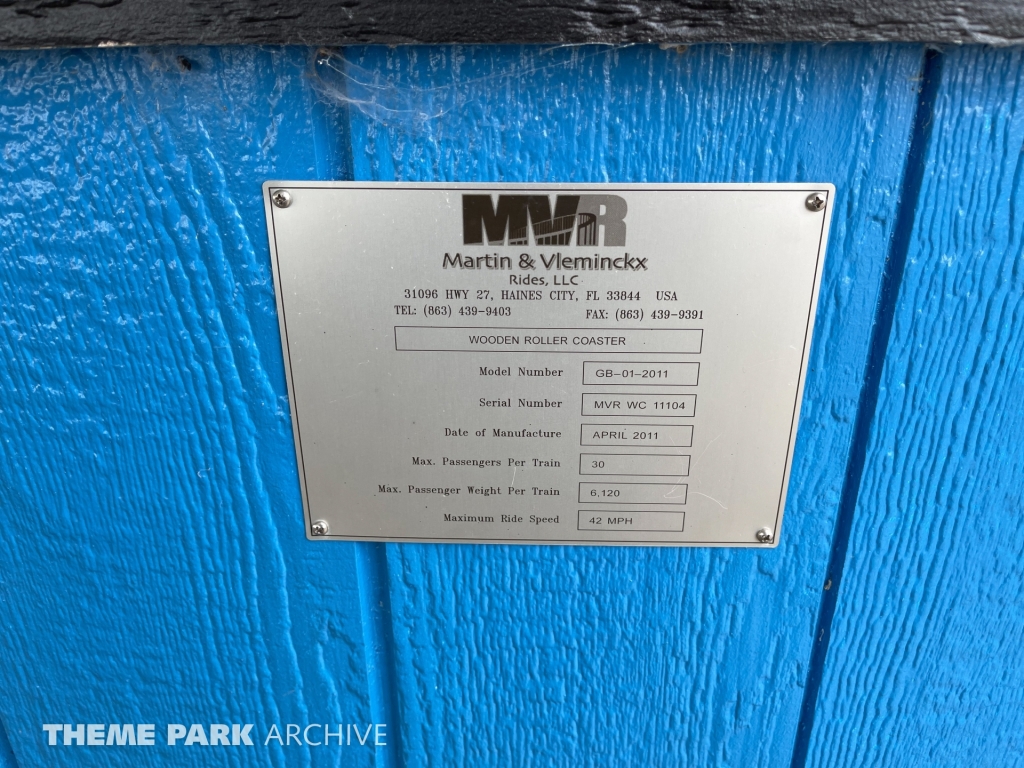 MVR
Martin & Vleminckx
Rides, LLC
31096 HWY 27, HAINES CITY, FL 33844 USA
TEL: (863) 439-9403 FAX: (863) 439-9391
WOODEN ROLLER COASTER
Model Number GB-01-2011
Serial Number MVR WC 11104
Date of Manufacture APRIL 2011
Max. Passengers Per Train 30
Max. Passenger Weight Per Train 6,120
Maximum Ride Speed 42 MPH
THEME PARK ARCHIVE